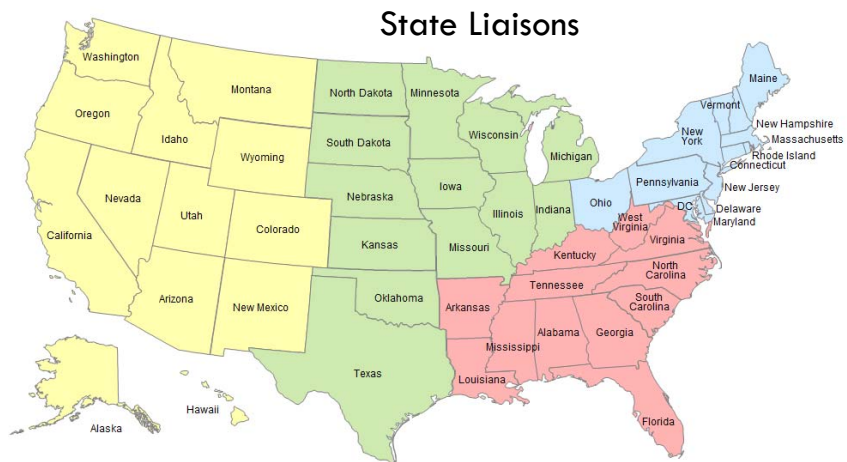 State Liaisons
Washington
Oregon
Idaho
Montana
Wyoming
California
Nevada
Utah
Colorado
Arizona
New Mexico
Alaska
Hawaii
North Dakota
South Dakota
Nebraska
Kansas
Oklahoma
Texas
Minnesota
Iowa
Missouri
Wisconsin
Illinois
Michigan
Indiana
Ohio
Arkansas
Louisiana
Kentucky
Tennessee
Mississippi
Alabama
Georgia
Florida
South
Carolina
North
Carolina
Virginia
West
Virginia
Maine
Vermont
New Hampshire
New
York
Massachusetts
Rhode Island
Connecticut
Pennsylvania
New Jersey
DC
Delaware
Maryland